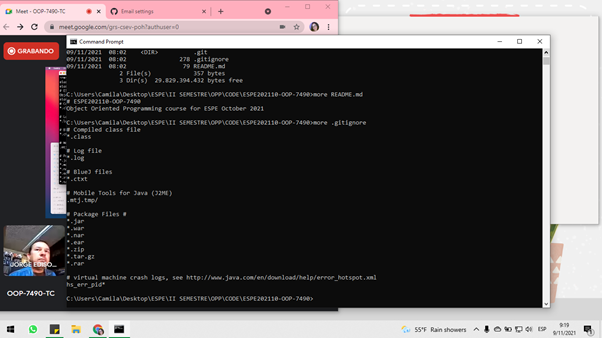 Meet - OOP-7490-TC
Email settings
meet.google.com/grs-csev-poh?authuser=0
GRABANDO
Command Prompt
09/11/2021  08:02    <DIR>          .git
09/11/2021  08:02               278 .gitignore
09/11/2021  08:02                79 README.md
2 File(s)            357 bytes
3 Dir(s)  29.829.394.432 bytes free
C:\Users\Camila\Desktop\ESPE\II SEMESTRE\OPP\CODE\ESPE202110-OOP-7490>more README.md
# ESPE202110-OOP-7490
Object Oriented Programming course for ESPE October 2021
C:\Users\Camila\Desktop\ESPE\II SEMESTRE\OPP\CODE\ESPE202110-OOP-7490>more .gitignore
# Compiled class file
*.class
# Log file
*.log
# BlueJ files
*.ctxt
# Mobile Tools for Java (J2ME)
.mtj.tmp/
# Package Files #
*.jar
*.war
*.nar
*.ear
*.zip
*.tar.gz
*.rar
# virtual machine crash logs, see http://www.java.com/en/download/help/error_hotspot.xml
hs_err_pid*
C:\Users\Camila\Desktop\ESPE\II SEMESTRE\OPP\CODE\ESPE202110-OOP-7490>
JORGE EDISO...
OOP-7490-TC
55°F Rain showers
ESP
9:19
9/11/2021